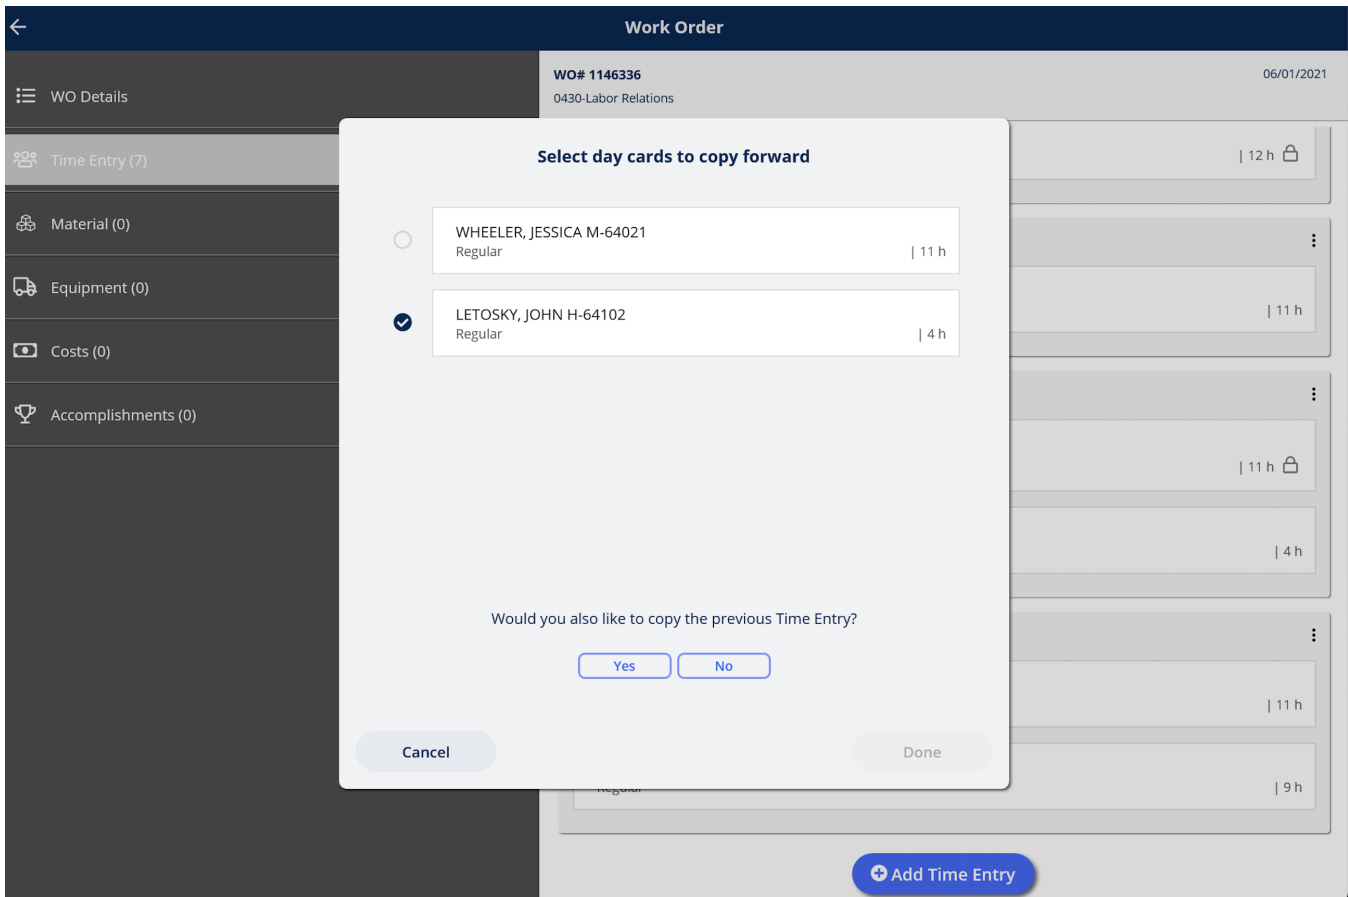 Work Order
WO Details
Time Entry (7)
Material (0)
Equipment (0)
Costs (0)
Accomplishments (0)
WO# 1146336
06/01/2021
0430-Labor Relations
| 12 h
| 11 h
| 11 h
| 4 h
| 11 h
Regular
| 9 h
Add Time Entry
Select day cards to copy forward
WHEELER, JESSICA M-64021
Regular
| 11 h
LETOSKY, JOHN H-64102
Regular
| 4 h
Would you also like to copy the previous Time Entry?
Yes
No
Cancel
Done